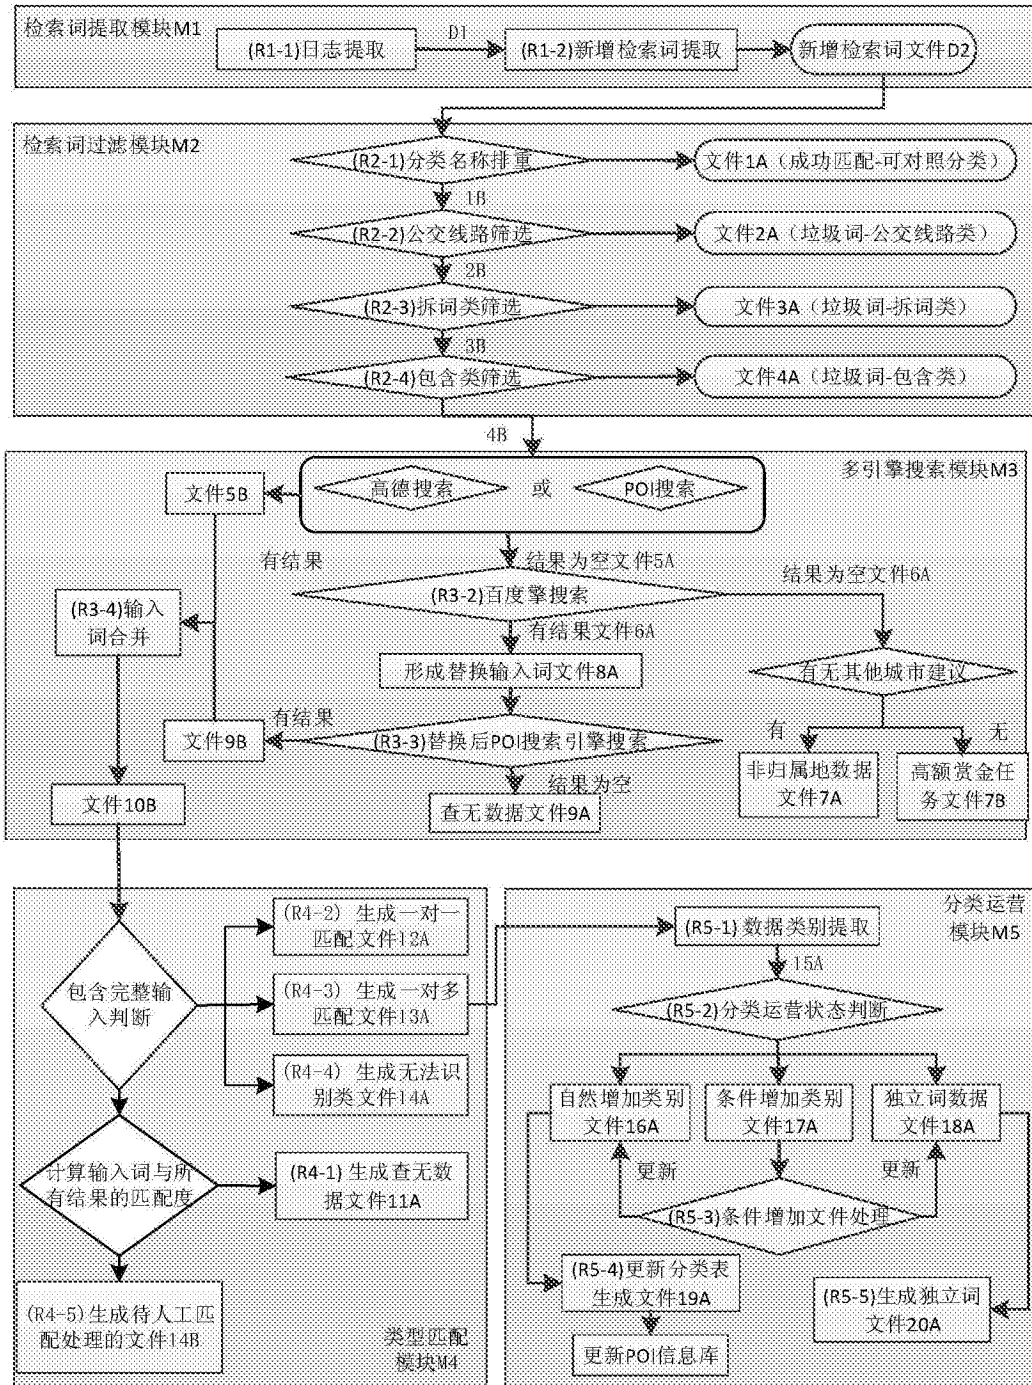 检索词提取模块M1
(R1-1)日志提取
D1
(R1-2)新增检索词提取
新增检索词文件D2
检索词过滤模块M2
(R2-1)分类名称排重
文件1A（成功匹配-可对照分类）
1B
(R2-2)公交线路筛选
文件2A（垃圾词-公交线路类）
2B
(R2-3)拆词类筛选
文件3A（垃圾词-拆词类）
3B
(R2-4)包含类筛选
文件4A（垃圾词-包含类）
4B
多引擎搜索模块M3
文件5B
高德搜索
或
POI搜索
有结果
结果为空文件5A
结果为空文件6A
(R3-2)百度擎搜索
(R3-4)输入
词合并
有结果文件6A
形成替换输入词文件8A
有无其他城市建议
有结果
文件9B
(R3-3)替换后POI搜索引擎搜索
有
无
非归属地数据
文件7A
高额赏金任
务文件7B
结果为空
文件10B
查无数据文件9A
(R4-2) 生成一对一
匹配文件12A
分类运营
模块M5
(R5-1)数据类别提取
15A
包含完整输
入判断
(R4-3) 生成一对多
匹配文件13A
(R5-2)分类运营状态判断
(R4-4) 生成无法识
别类文件14A
自然增加类别
文件16A
条件增加类别
文件17A
独立词数据
文件18A
计算输入词与所
有结果的匹配度
(R4-1) 生成查无数
据文件11A
更新
更新
(R5-3)条件增加文件处理
(R5-4)更新分类表
生成文件19A
(R5-5)生成独立词
文件20A
(R4-5)生成待人工匹
配处理的文件14B
类型匹配
模块M4
更新POI信息库